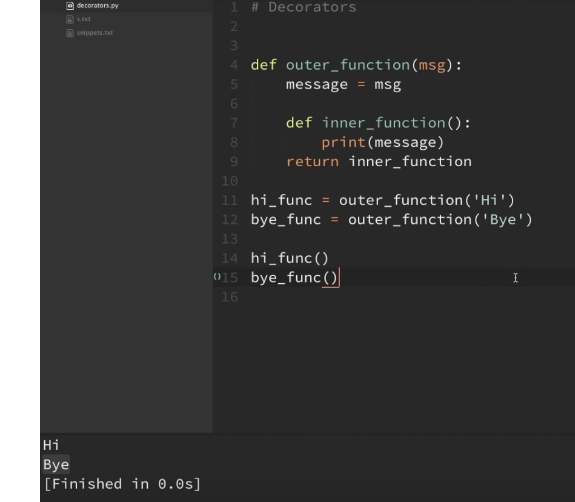 decorators.py
s.txt
snippets.txt
1 # Decorators
2
3
4 def outer_function(msg):
5     message = msg
6
7     def inner_function():
8         print(message)
9     return inner_function
10
11 hi_func = outer_function('Hi')
12 bye_func = outer_function('Bye')
13
14 hi_func()
15 bye_func()
16
Hi
Bye
[Finished in 0.0s]